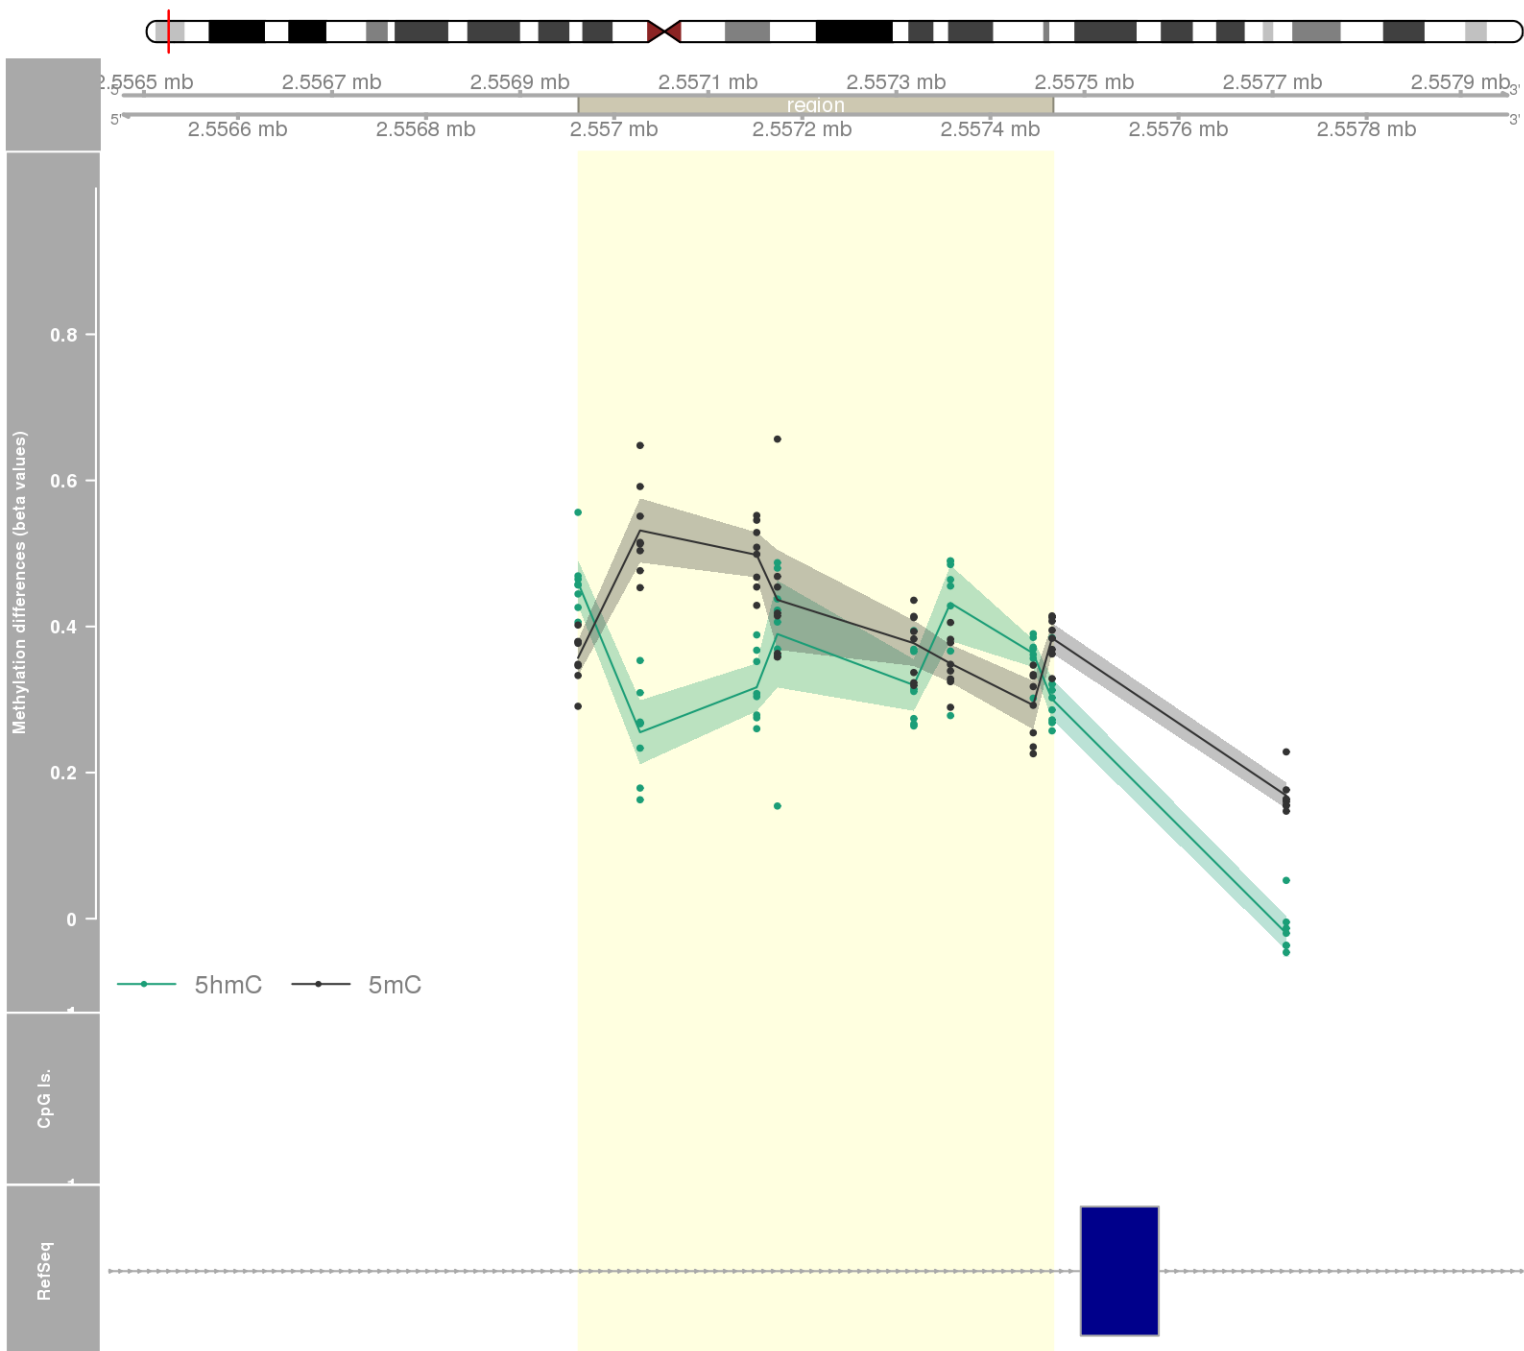 2.5565 mb 2.5567 mb 2.5569 mb 2.5571 mb 2.5573 mb 2.5575 mb 2.5577 mb 2.5579 mb
5' 3'
region
5' 3'
2.5566 mb 2.5568 mb 2.557 mb 2.5572 mb 2.5574 mb 2.5576 mb 2.5578 mb
Methylation differences (beta values)
0.8
0.6
0.4
0.2
0
5hmC 5mC
CpG Is.
RefSeq